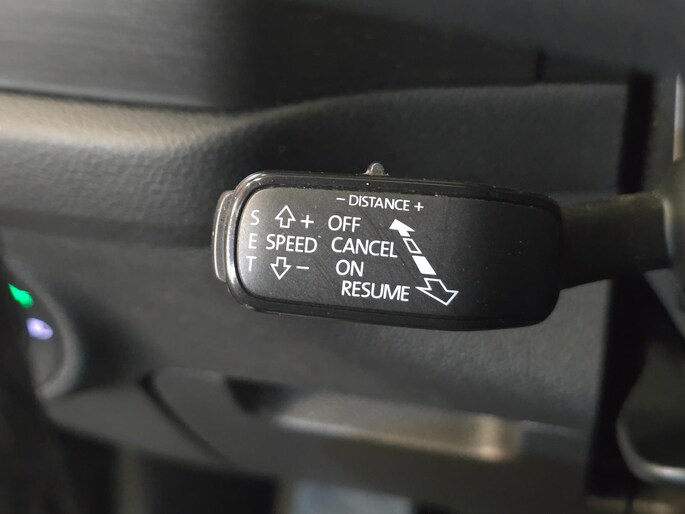 - DISTANCE +
S + OFF
E SPEED CANCEL
T - ON
RESUME